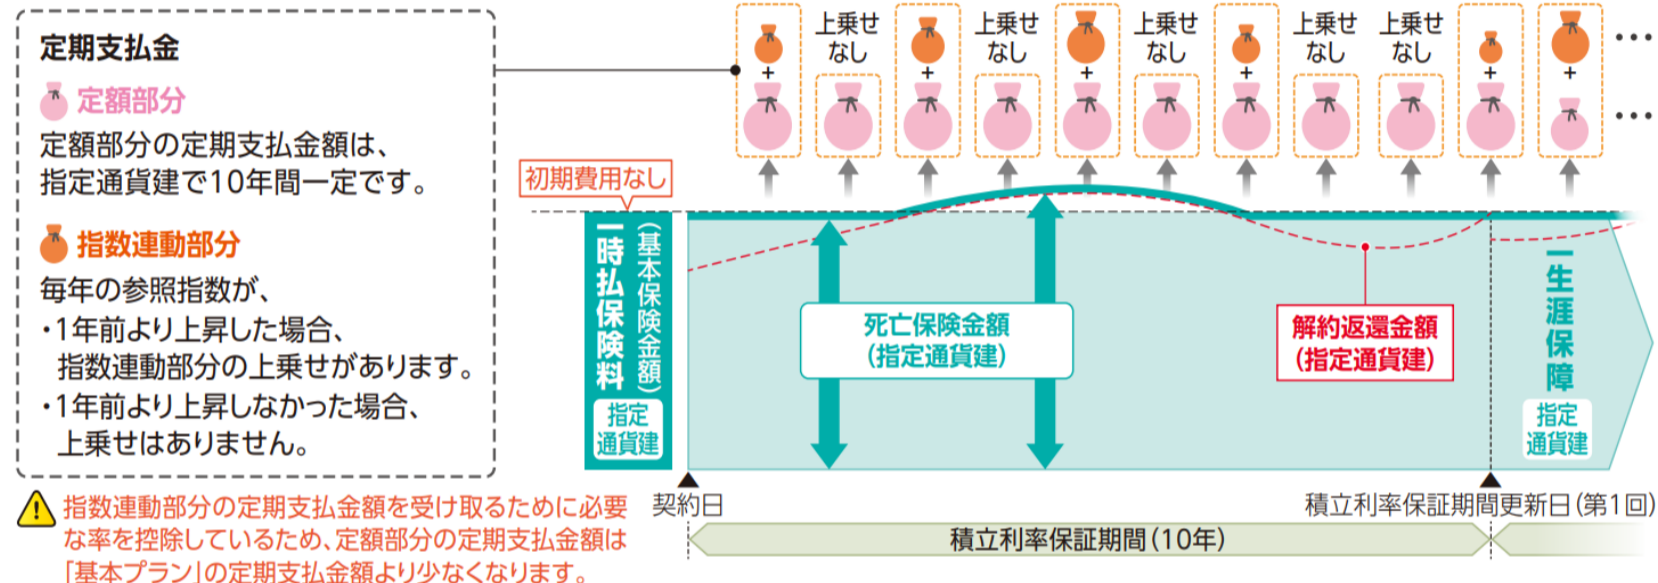 定期支払金
定額部分
定額部分の定期支払金額は、
指定通貨建で10年間一定です。
指数連動部分
毎年の参照指数が、
・1年前より上昇した場合、
指数連動部分の上乗せがあります。
・1年前より上昇しなかった場合、
上乗せはありません。
指数連動部分の定期支払金額を受け取るために必要
な率を控除しているため、定額部分の定期支払金額は
「基本プラン」の定期支払金額より少なくなります。
+
上乗せ
なし
+
上乗せ
なし
+
上乗せ
なし
+
上乗せ
なし
上乗せ
なし
+
+
…
…
初期費用なし
一時払保険料
(基本保険金額)
指定
通貨建
死亡保険金額
(指定通貨建)
解約返還金額
(指定通貨建)
一生涯保障
指定
通貨建
契約日
積立利率保証期間更新日(第1回)
積立利率保証期間(10年)